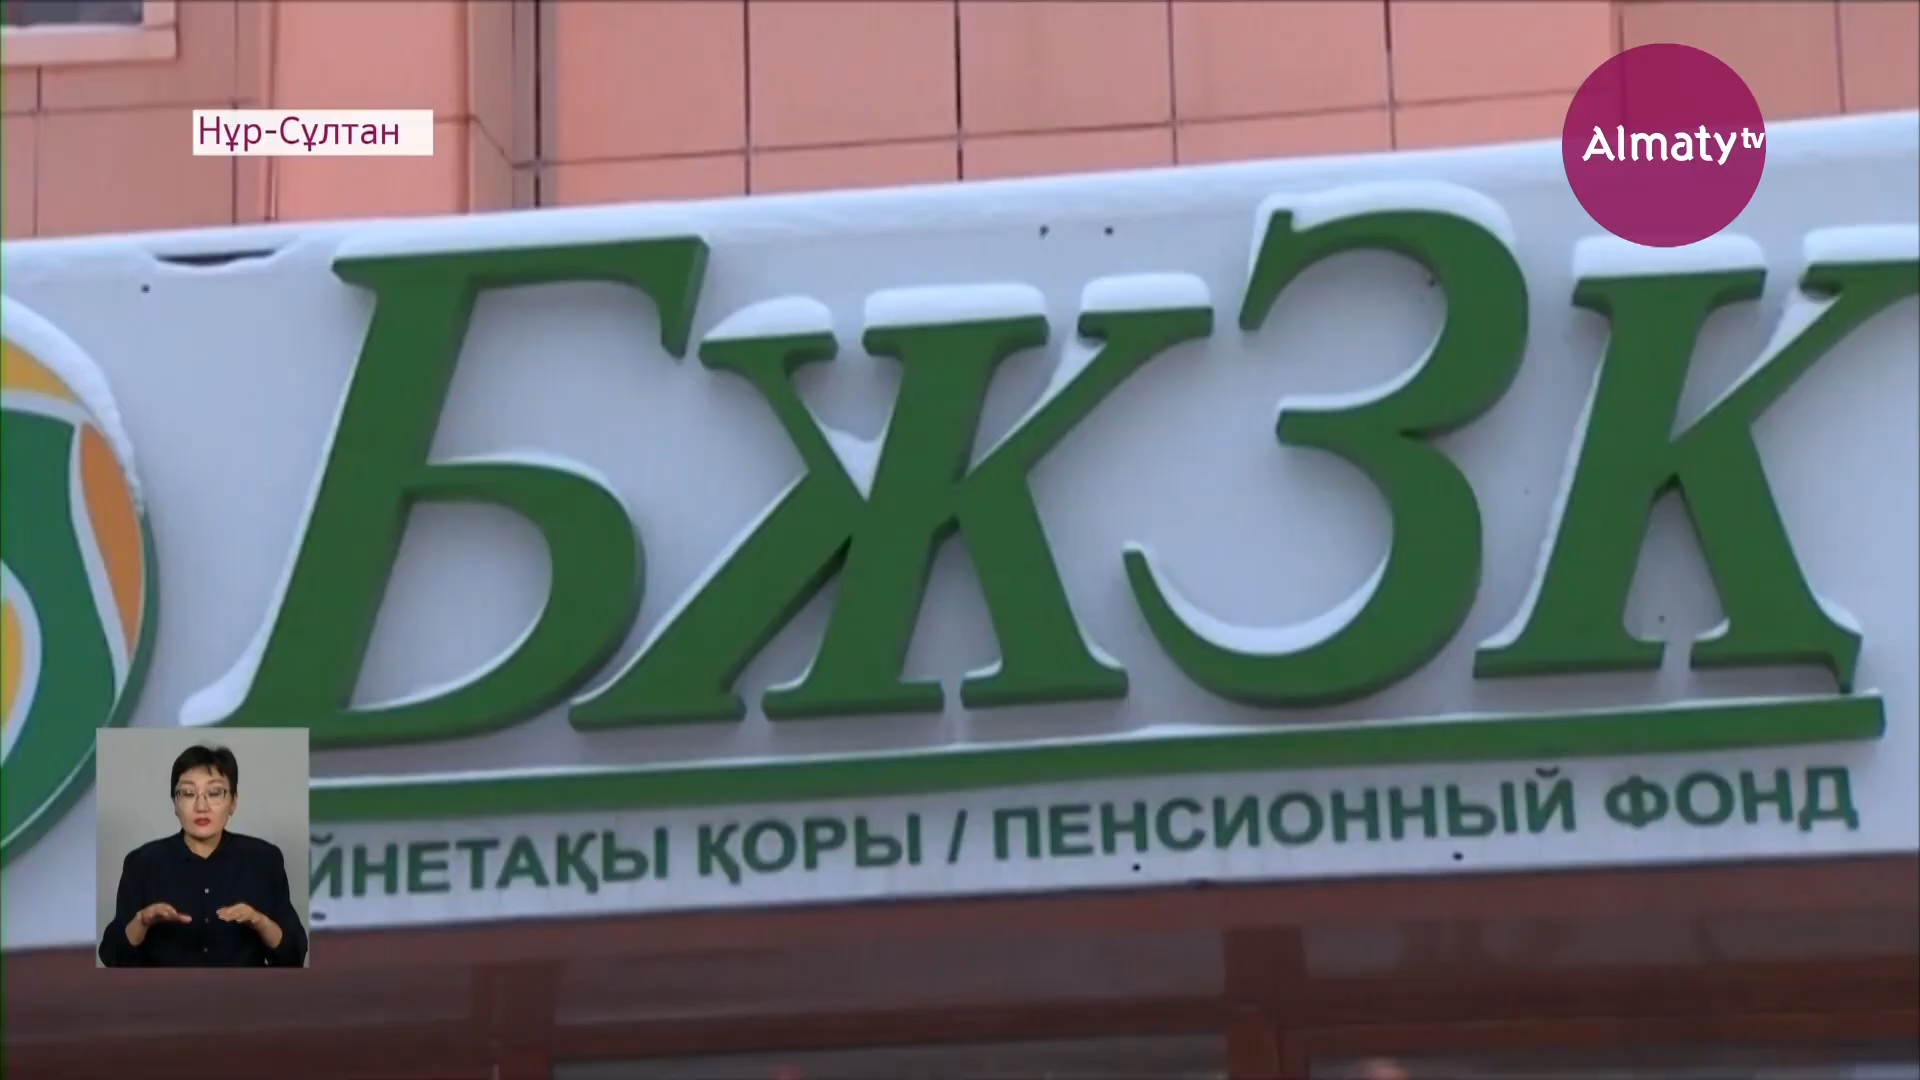 Нұр-Сұлтан
Almaty tv
БЖЗҚ
ЙНЕТАҚЫ ҚОРЫ / ПЕНСИОННЫЙ ФОНД